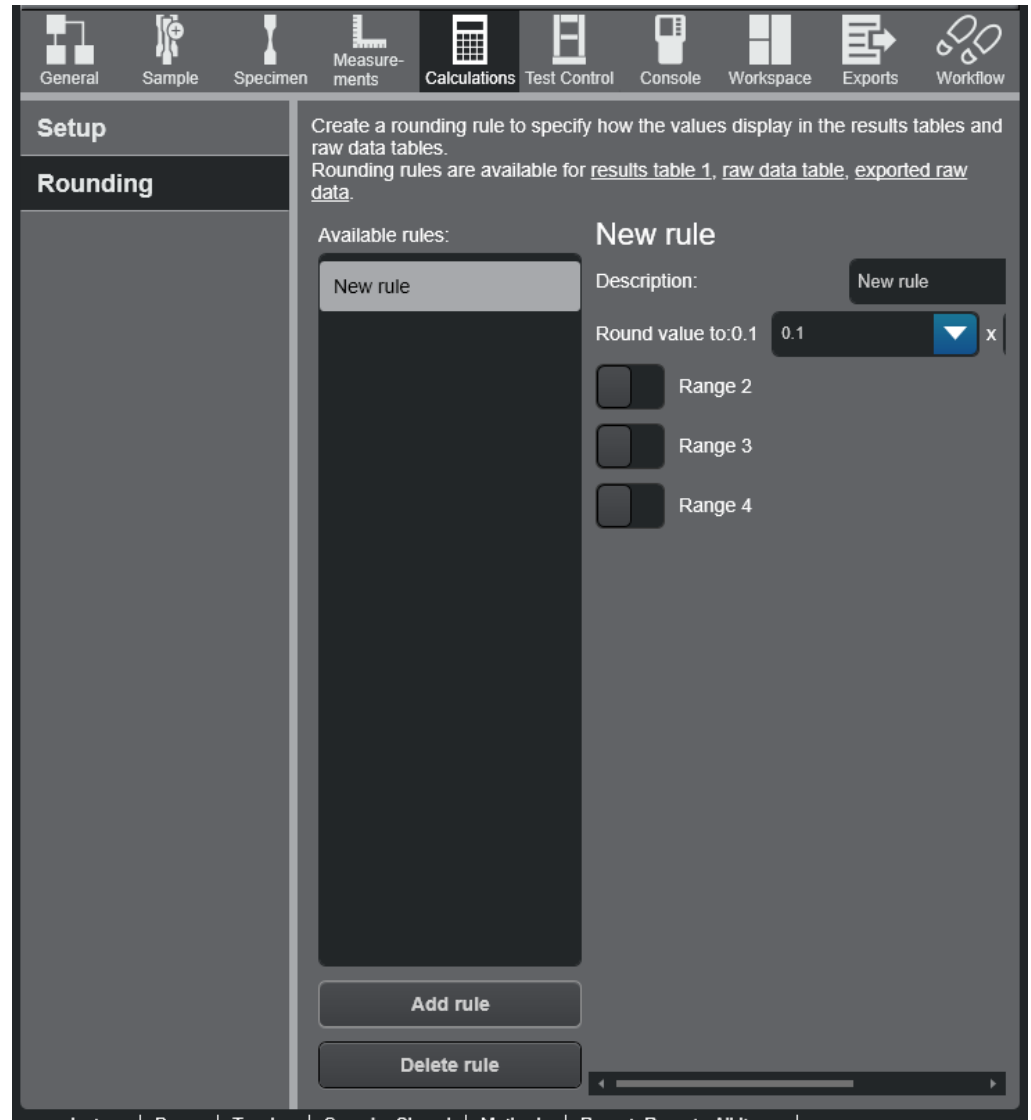 General
Sample
Specimen
Measure-
ments
Calculations
Test Control
Console
Workspace
Exports
Workflow
Setup
Rounding
Create a rounding rule to specify how the values display in the results tables and
raw data tables.
Rounding rules are available for results table 1, raw data table, exported raw
data.
Available rules:
New rule
Add rule
Delete rule
New rule
Description:
New rule
Round value to:0.1
0.1
x
Range 2
Range 3
Range 4